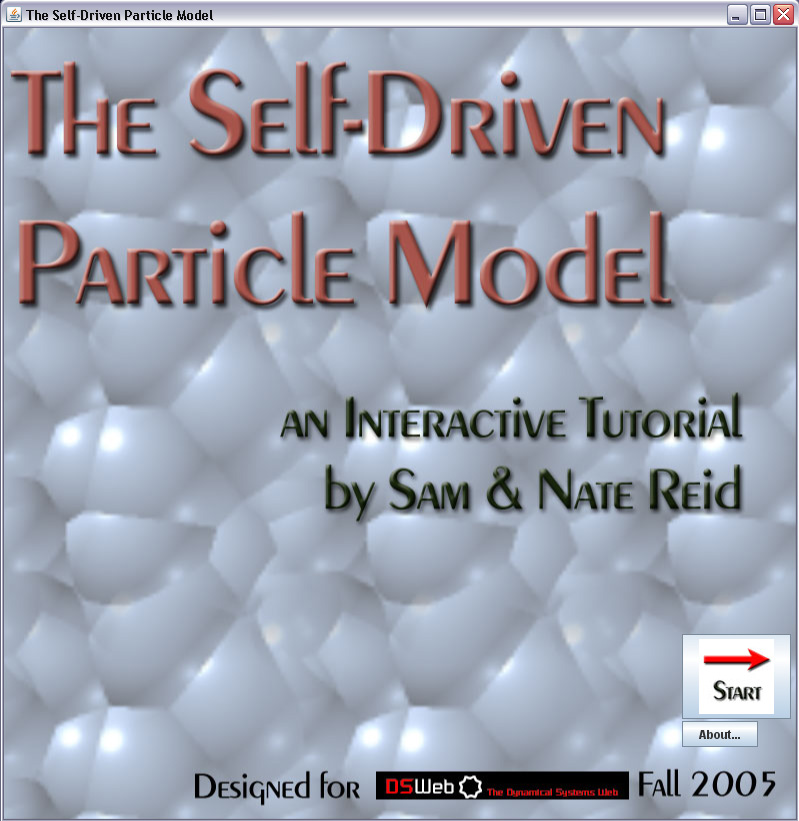 The Self-Driven Particle Model
The Self-Driven
Particle Model
an Interactive Tutorial
by Sam & Nate Reid
Start
About...
Designed for DSWeb The Dynamical Systems Web Fall 2005